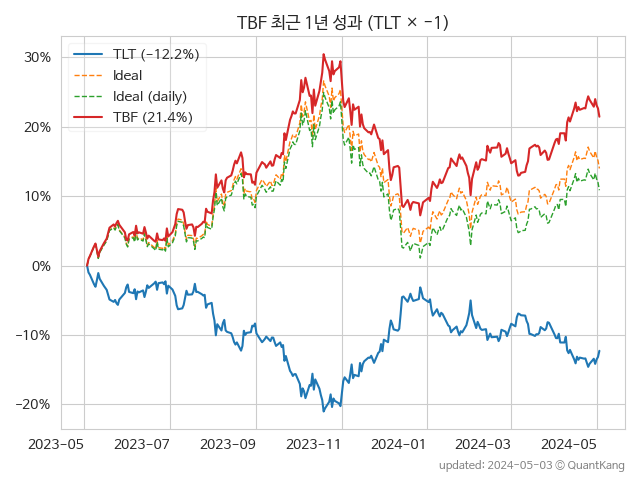 TBF 최근 1년 성과 (TLT × −1)
TLT (−12.2%)
Ideal
Ideal (daily)
TBF (21.4%)
30%
20%
10%
0%
−10%
−20%
2023-05 2023-07 2023-09 2023-11 2024-01 2024-03 2024-05
updated: 2024-05-03 ⓒ QuantKang